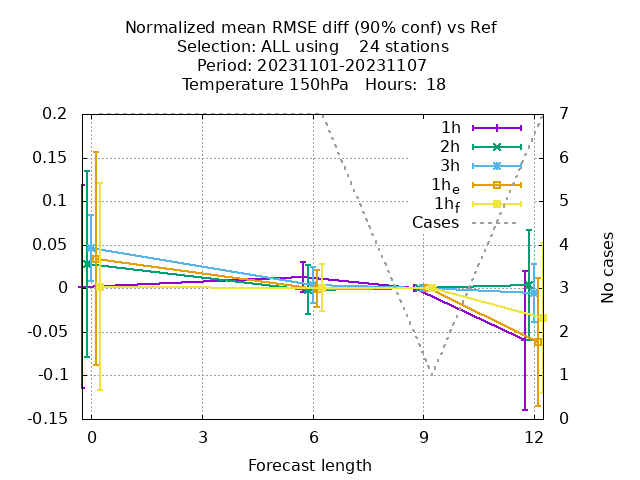 Normalized mean RMSE diff (90% conf) vs Ref
Selection: ALL using 24 stations
Period: 20231101-20231107
Temperature 150hPa Hours: 18
0.2
0.15
0.1
0.05
0
-0.05
-0.1
-0.15
7
6
5
4
3
2
1
0
1h
2h
3h
1he
1hf
Cases
No cases
0 3 6 9 12
Forecast length